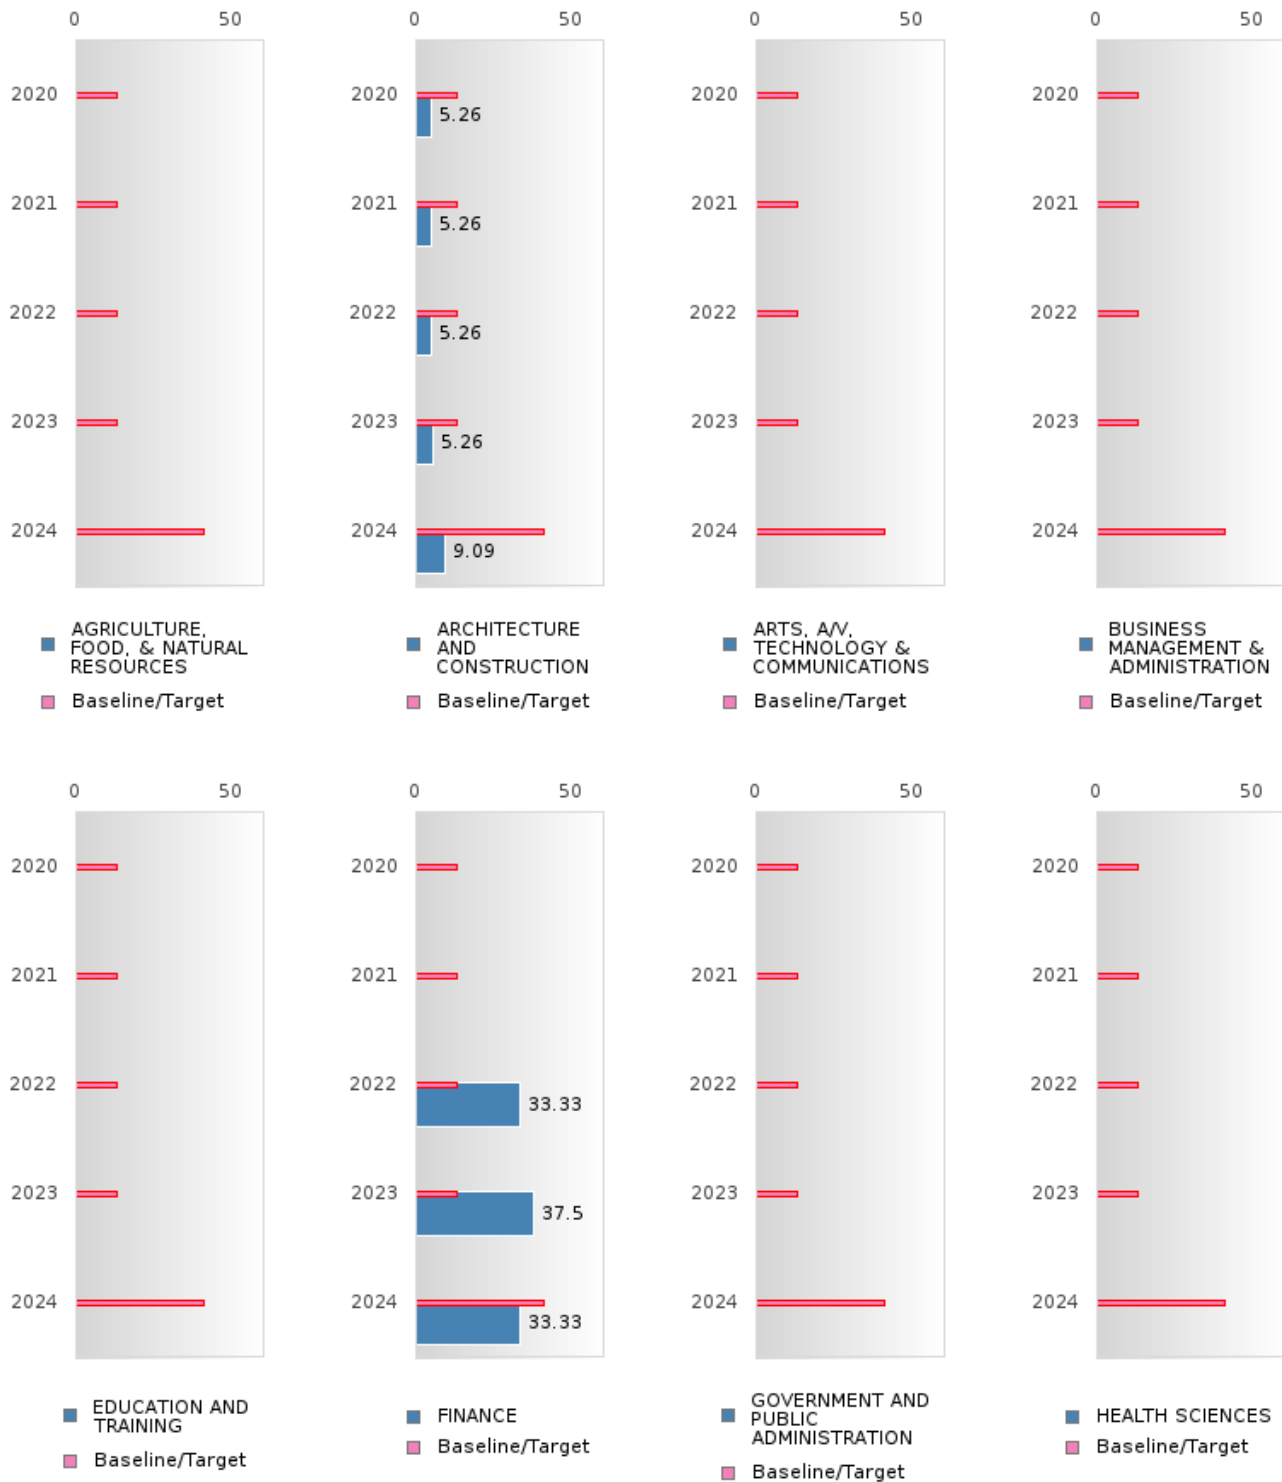 0 50
2020
2021
2022
2023
2024
AGRICULTURE,
FOOD, & NATURAL
RESOURCES
Baseline/Target
0 50
2020
5.26
2021
5.26
2022
5.26
2023
5.26
2024
9.09
ARCHITECTURE
AND
CONSTRUCTION
Baseline/Target
0 50
2020
2021
2022
2023
2024
ARTS, A/V,
TECHNOLOGY &
COMMUNICATIONS
Baseline/Target
0 50
2020
2021
2022
2023
2024
BUSINESS
MANAGEMENT &
ADMINISTRATION
Baseline/Target
0 50
2020
2021
2022
2023
2024
EDUCATION AND
TRAINING
Baseline/Target
0 50
2020
2021
2022
33.33
2023
37.5
2024
33.33
FINANCE
Baseline/Target
0 50
2020
2021
2022
2023
2024
GOVERNMENT AND
PUBLIC
ADMINISTRATION
Baseline/Target
0 50
2020
2021
2022
2023
2024
HEALTH SCIENCES
Baseline/Target